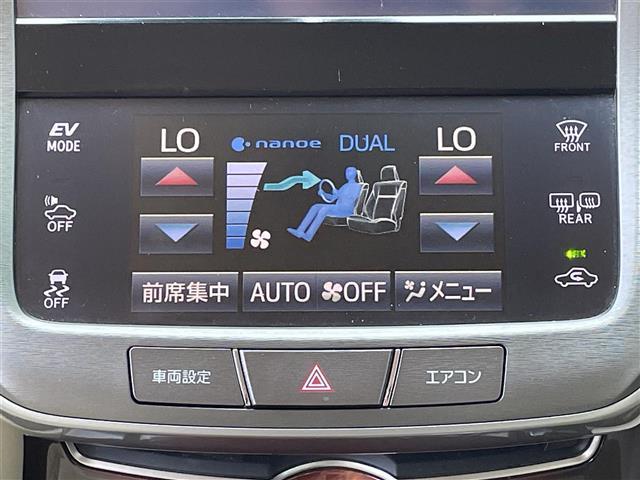 EV
MODE
LO
nanoe
DUAL
LO
FRONT
OFF
REAR
OFF
前席集中
AUTO
OFF
メニュー
車両設定
エアコン